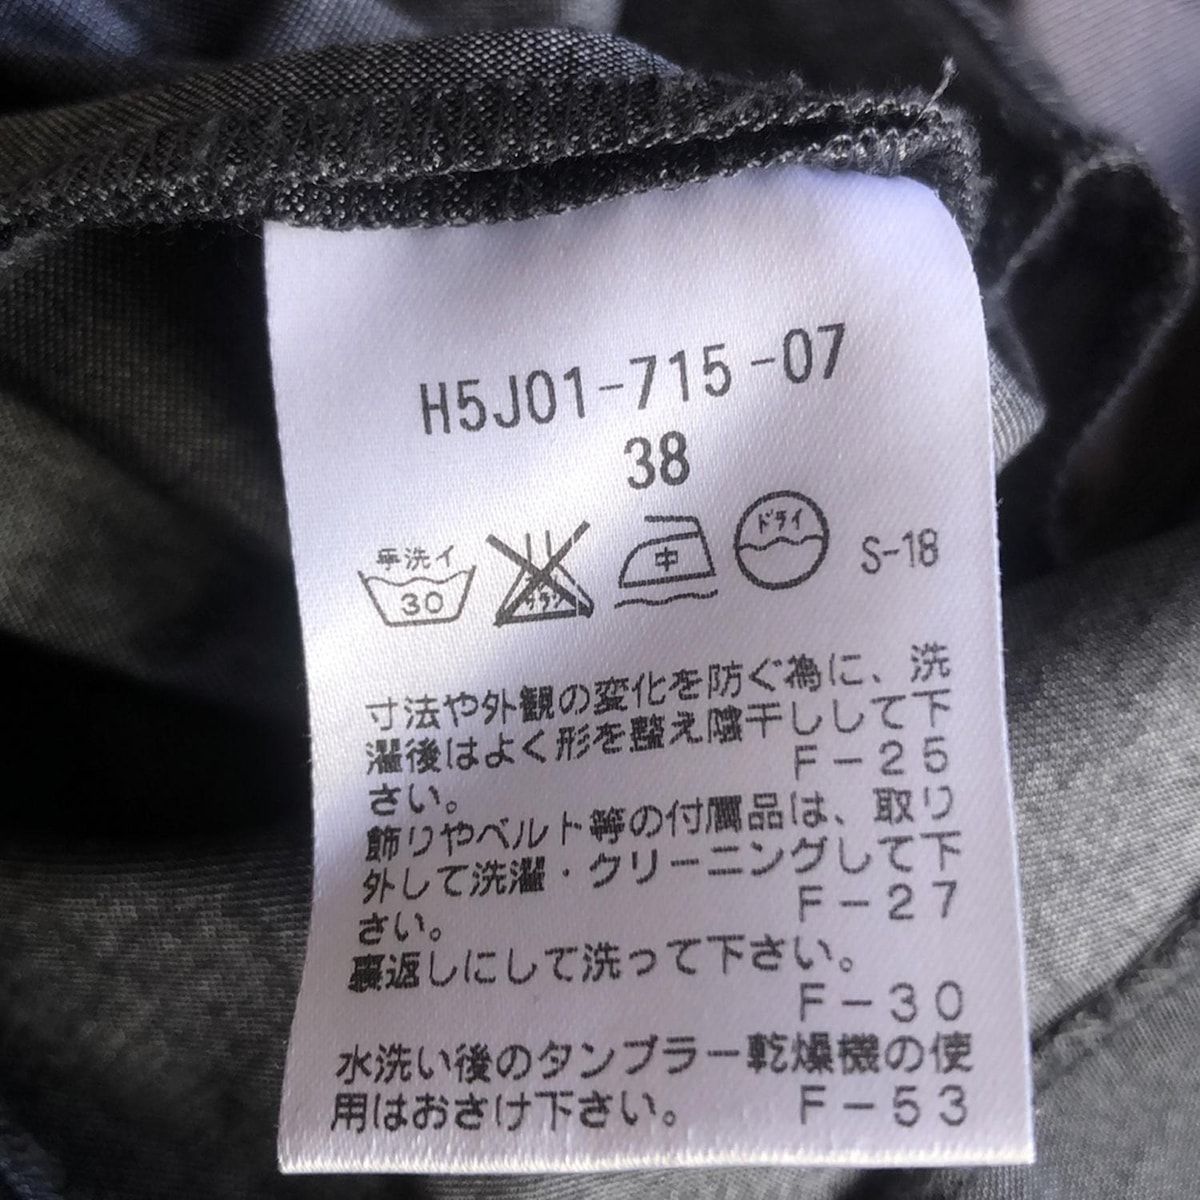 H5J01-715-07
38
手洗イ
30
サラシ
中
ドライ
S-18
寸法や外観の変化を防ぐ為に、洗
濯後はよく形を整え陰干しして下
さい。 F-25
飾りやベルト等の付属品は、取り
外して洗濯・クリーニングして下
さい。 F-27
裏返しにして洗って下さい。
F-30
水洗い後のタンブラー乾燥機の使
用はおさけ下さい。 F-53